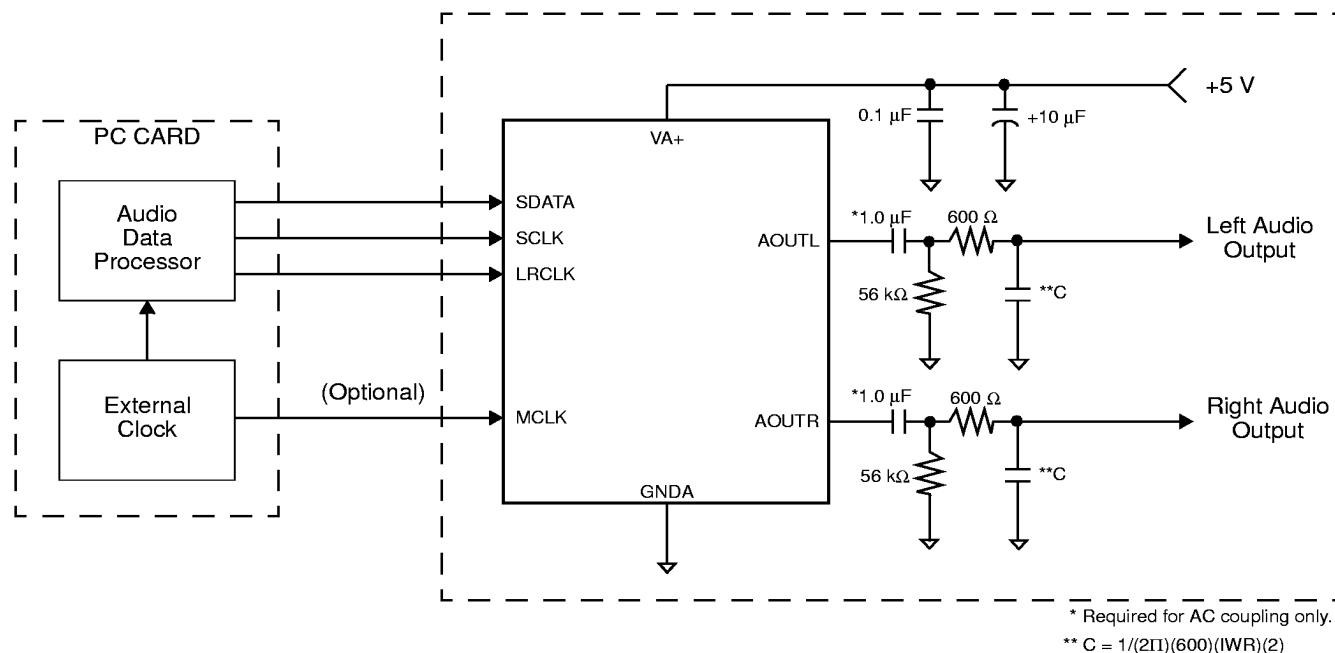 PC CARD
Audio
Data
Processor
External
Clock
(Optional)
VA+
SDATA
SCLK
LRCLK
MCLK
AOUTL
AOUTR
GNDA
0.1 µF
+10 µF
+5 V
*1.0 µF
600 Ω
56 kΩ
**C
Left Audio
Output
*1.0 µF
600 Ω
56 kΩ
**C
Right Audio
Output
* Required for AC coupling only.
** C = 1/(2Π)(600)(IWR)(2)